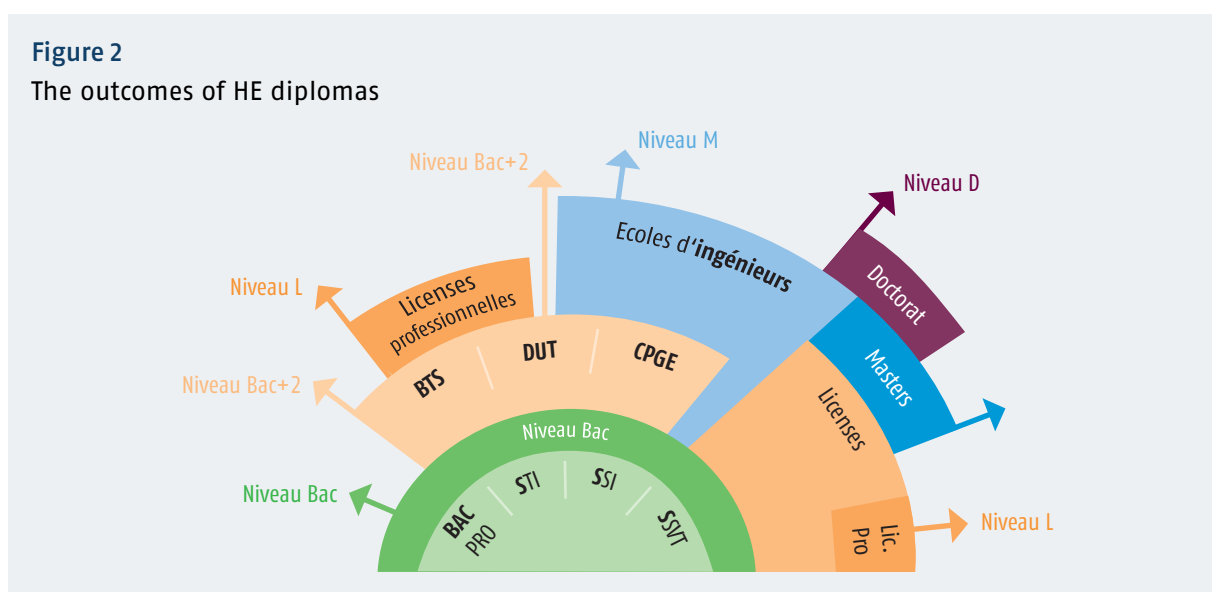 Figure 2
The outcomes of HE diplomas
Niveau M
Niveau Bac+2
Niveau D
Ecoles d'ingénieurs
Doctorat
Niveau L
Licenses
professionnelles
DUT
CPGE
BTS
Masters
Niveau Bac+2
Licenses
Niveau Bac
Niveau Bac
STI
SSI
BAC
PRO
SSVT
Lic.
Pro
Niveau L